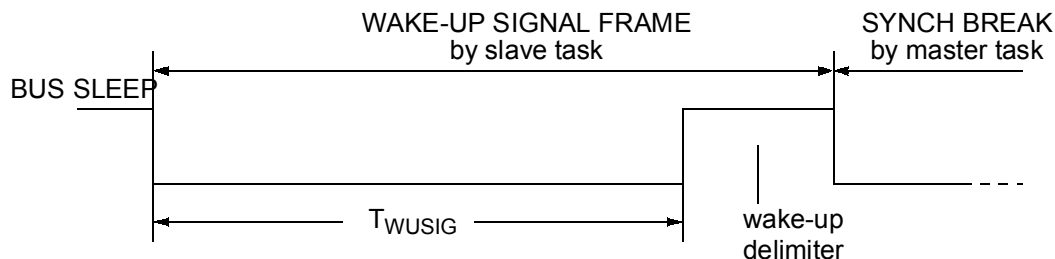 WAKE-UP SIGNAL FRAME
by slave task
SYNCH BREAK
by master task
BUS SLEEP
TWUSIG
wake-up
delimiter